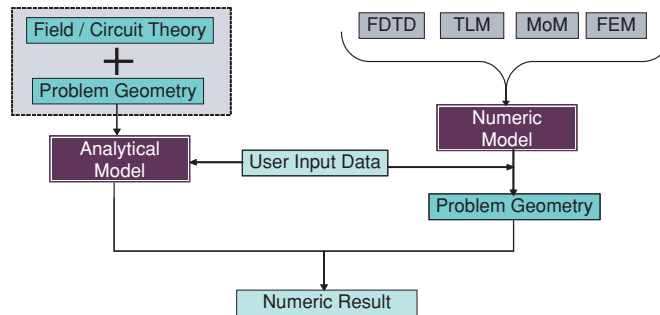 Field / Circuit Theory
+
Problem Geometry
Analytical
Model
FDTD
TLM
MoM
FEM
Numeric
Model
User Input Data
Problem Geometry
Numeric Result